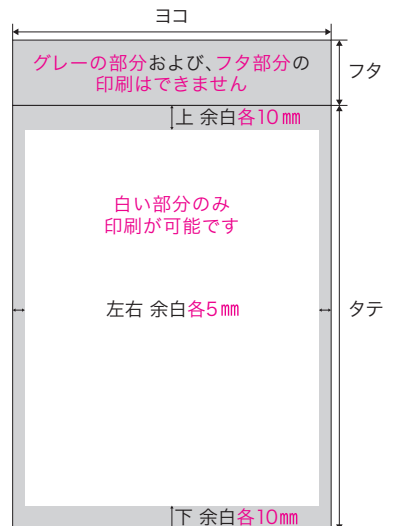 ヨコ
グレーの部分および、フタ部分の
印刷はできません
フタ
上 余白各10㎜
白い部分のみ
印刷が可能です
左右 余白各5㎜
タテ
下 余白各10㎜